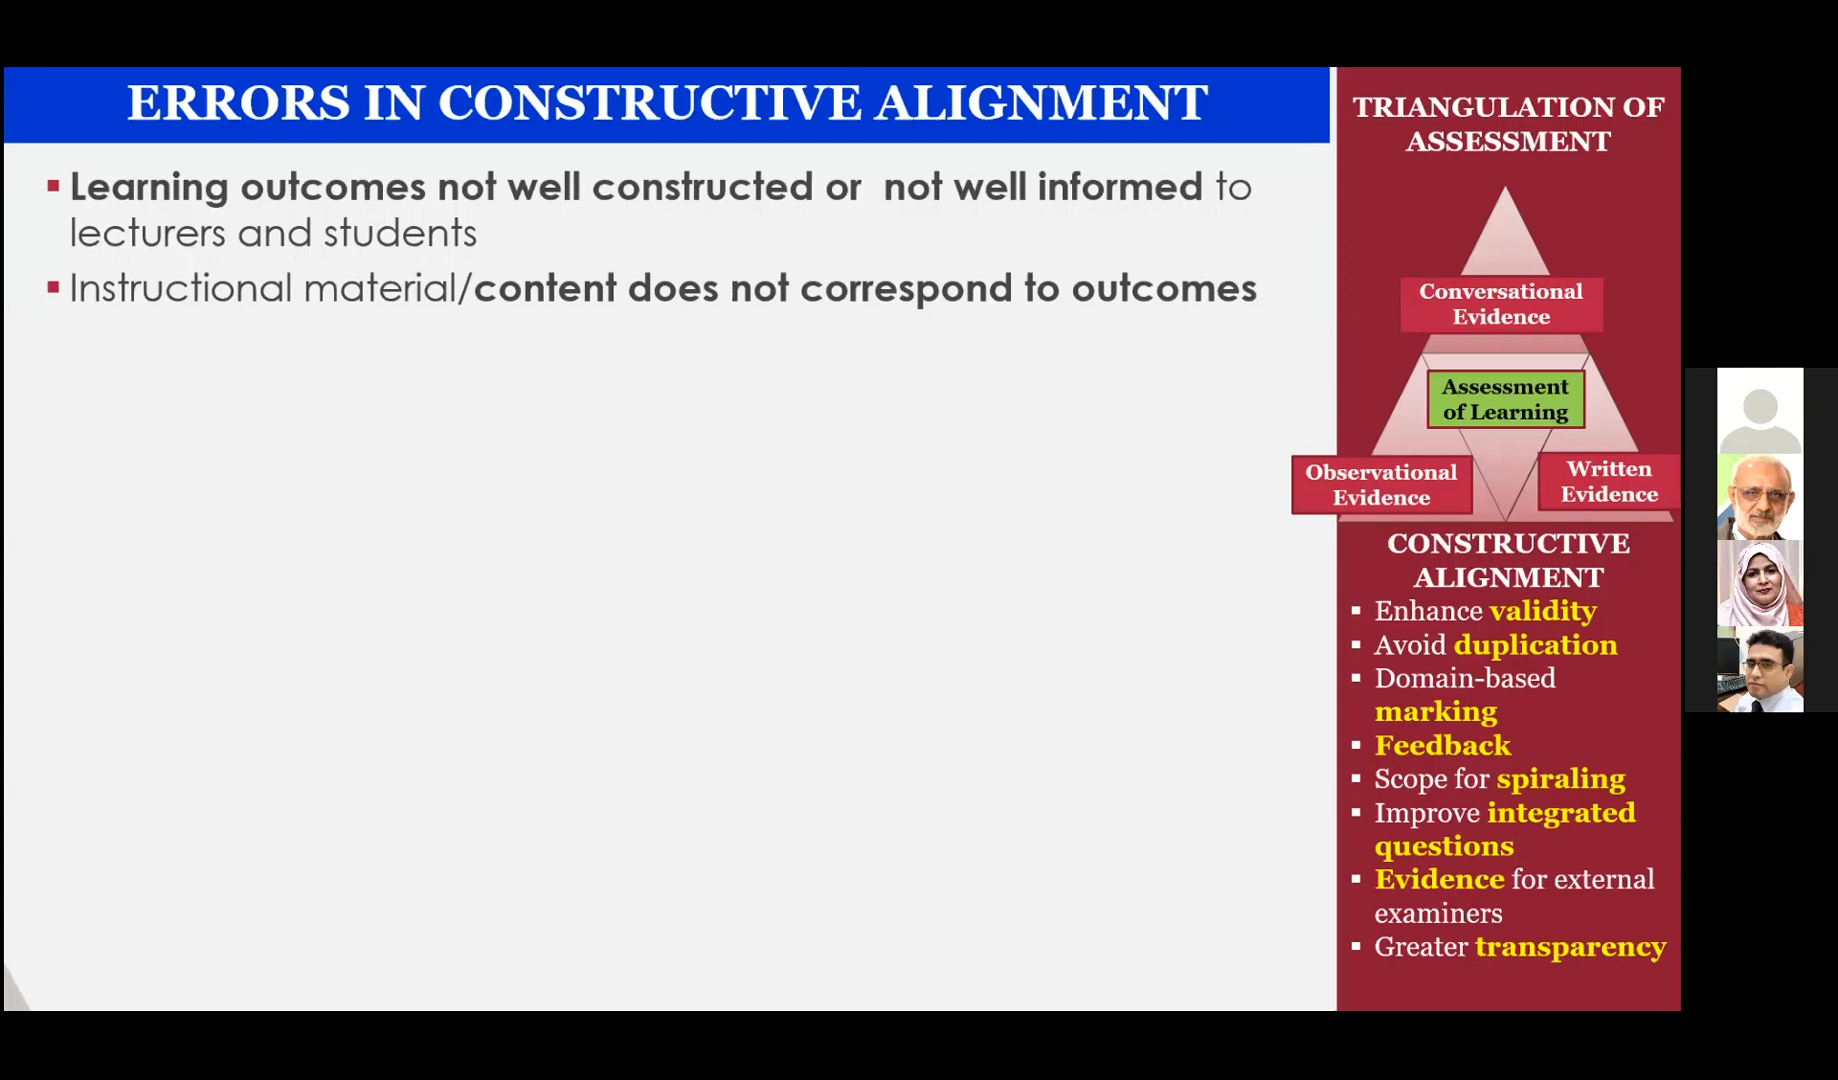 ERRORS IN CONSTRUCTIVE ALIGNMENT
▪ Learning outcomes not well constructed or  not well informed to
lecturers and students
▪ Instructional material/content does not correspond to outcomes
TRIANGULATION OF
ASSESSMENT
Conversational
Evidence
Assessment
of Learning
Observational
Evidence
Written
Evidence
CONSTRUCTIVE
ALIGNMENT
▪ Enhance validity
▪ Avoid duplication
▪ Domain-based
marking
▪ Feedback
▪ Scope for spiraling
▪ Improve integrated
questions
▪ Evidence for external
examiners
▪ Greater transparency